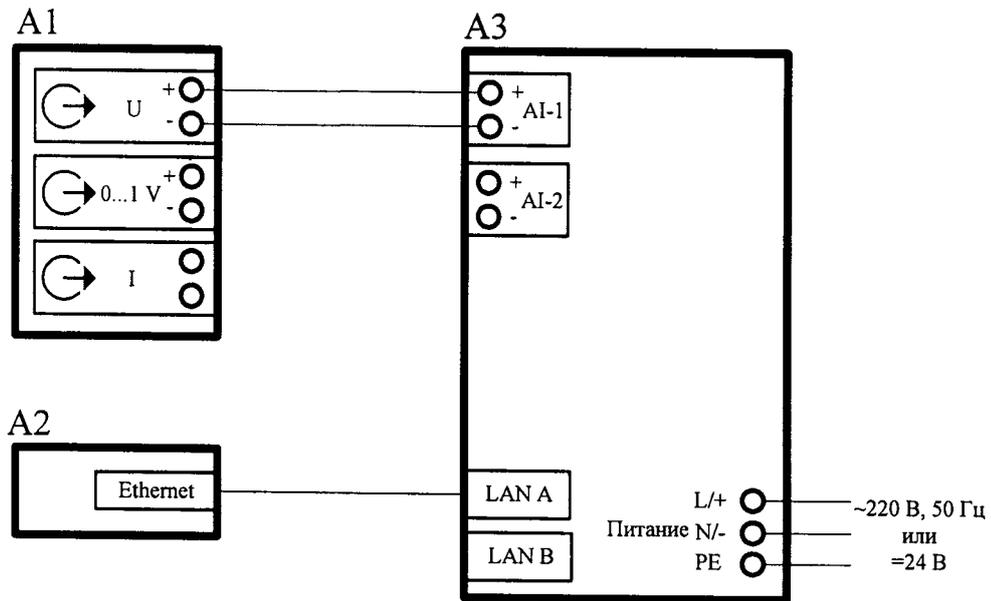 A1
U
+
-
0...1 V
+
-
I
A2
Ethernet
A3
+
AI-1
-
+
AI-2
-
LAN A
LAN B
Питание
L/+
N/-
PE
~220 В, 50 Гц
или
=24 В